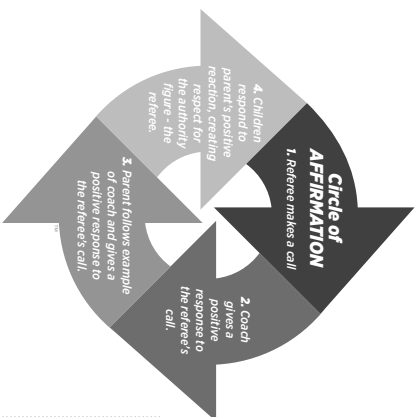 Circle of
AFFIRMATION
1. Referee makes a call
2. Coach
gives a
positive
response to
the referee's
call.
3. Parent follows example
of coach and gives a
positive response to
the referee's call.
4. Children
respond to
parent's positive
reaction, creating
respect for
the authority
figure - the
referee.
TM